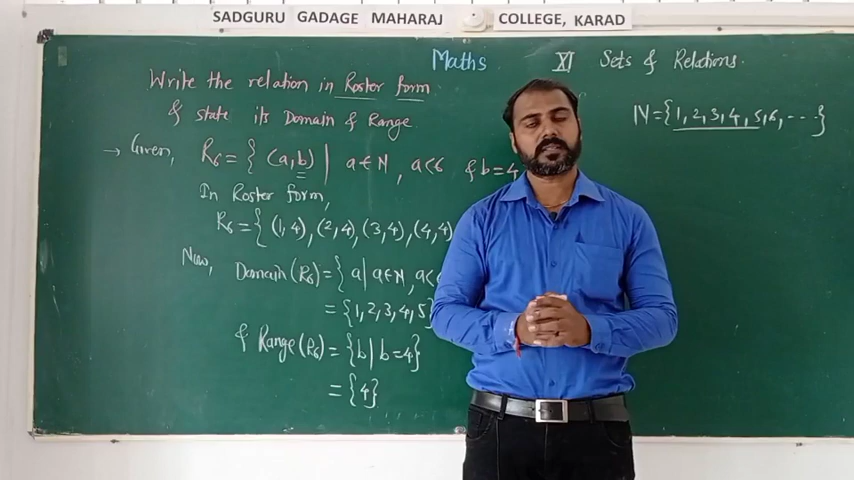 SADGURU GADAGE MAHARAJ COLLEGE, KARAD
Maths XI Sets & Relations.
Write the relation in Roster form
& state its Domain & Range.
N={1,2,3,4,5,6,---}
→ Given, R₆ = { (a,b) | a∈N, a<6 & b=4
In Roster form,
R₆ = { (1,4), (2,4), (3,4), (4,4)
Now, Domain (R₆) = { a | a∈N, a<
= {1,2,3,4,5}
& Range (R₆) = {b | b=4}
= {4}